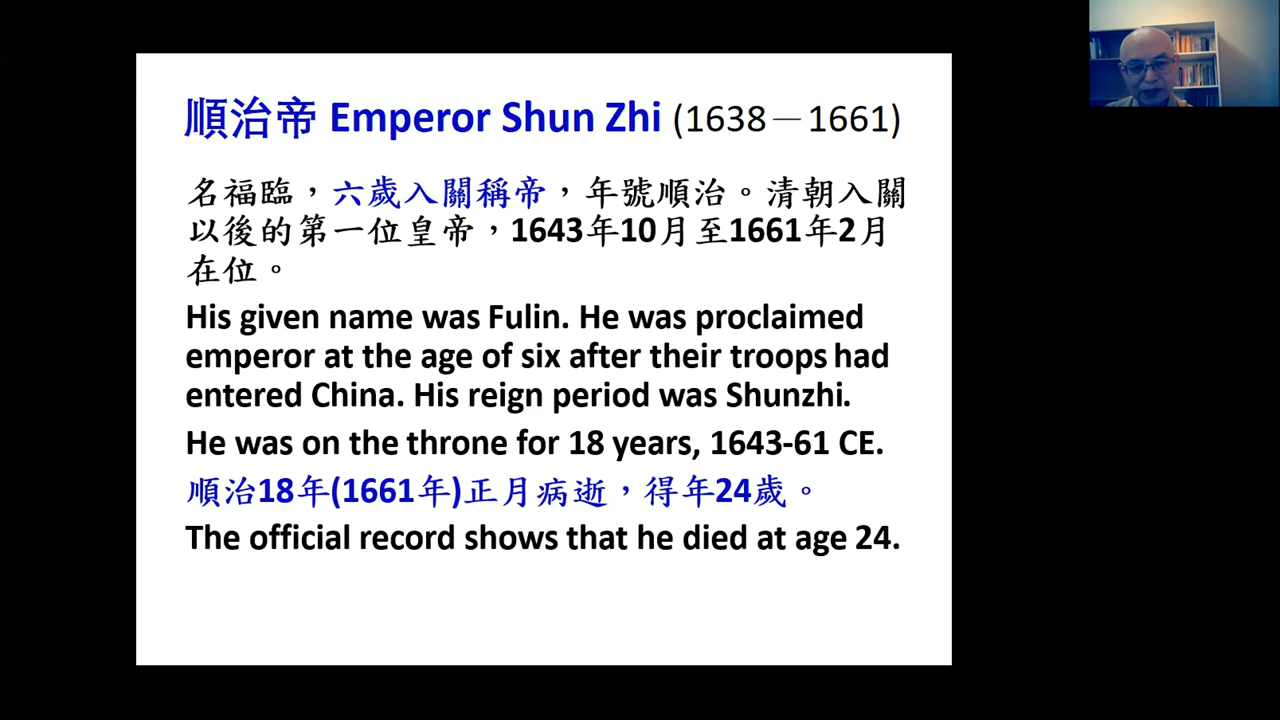 順治帝 Emperor Shun Zhi (1638－1661)
名福臨，六歲入關稱帝，年號順治。清朝入關
以後的第一位皇帝，1643年10月至1661年2月
在位。
His given name was Fulin. He was proclaimed
emperor at the age of six after their troops had
entered China. His reign period was Shunzhi.
He was on the throne for 18 years, 1643-61 CE.
順治18年(1661年)正月病逝，得年24歲。
The official record shows that he died at age 24.